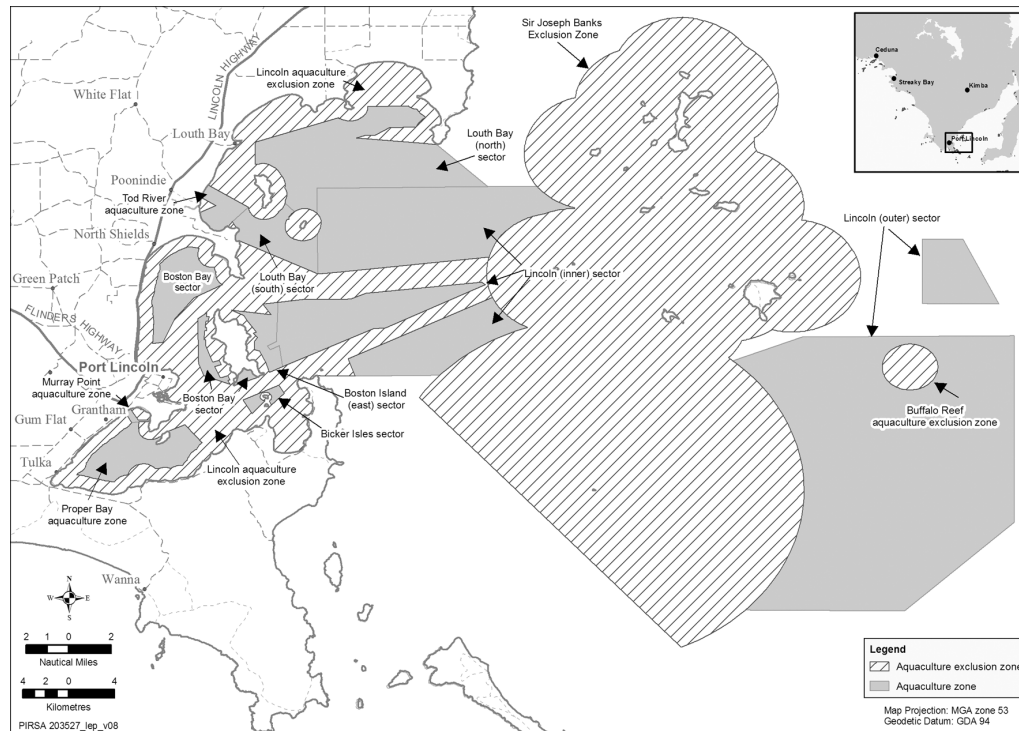 Sir Joseph Banks
Exclusion Zone
Ceduna
Streaky Bay
Kimba
Port Lincoln
LINCOLN HIGHWAY
Lincoln aquaculture
exclusion zone
White Flat
Louth Bay
Louth Bay
(north)
sector
Poonindie
Tod River
aquaculture zone
North Shields
Lincoln (outer) sector
Green Patch
Boston Bay
sector
Louth Bay
(south) sector
Lincoln (inner) sector
FLINDERS HIGHWAY
Port Lincoln
Murray Point
aquaculture zone
Grantham
Gum Flat
Boston Bay
sector
Boston Island
(east) sector
Bicker Isles sector
Buffalo Reef
aquaculture exclusion zone
Tulka
Lincoln aquaculture
exclusion zone
Proper Bay
aquaculture zone
Wanna
N
W E
S
2 1 0 2
Nautical Miles
4 2 0 4
Kilometres
PIRSA 203527_lep_v08
Legend
Aquaculture exclusion zone
Aquaculture zone
Map Projection: MGA zone 53
Geodetic Datum: GDA 94